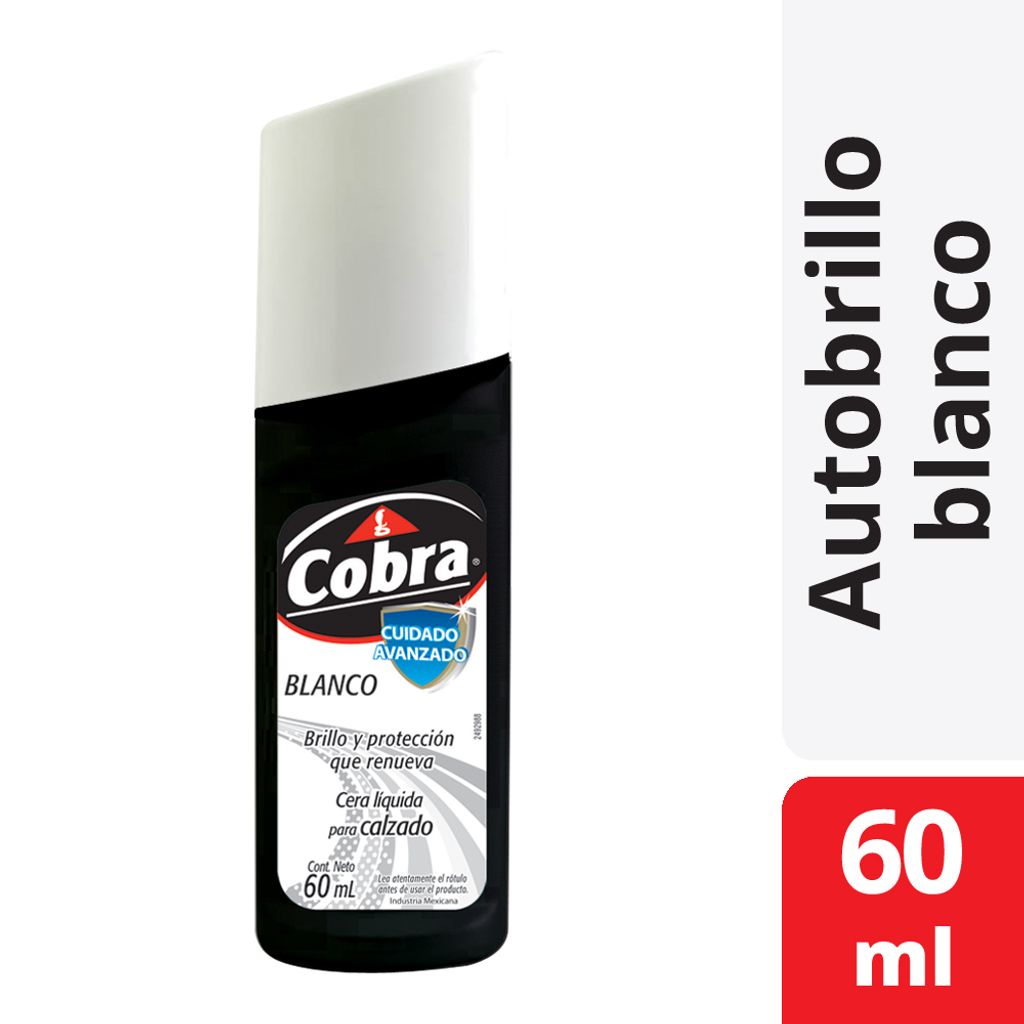 Cobra®
CUIDADO
AVANZADO
BLANCO
2492988
Brillo y protección
que renueva
Cera líquida
para calzado
Cont. Neto
60 mL
Lea atentamente el rótulo
antes de usar el producto.
Industria Mexicana
Autobrillo
blanco
60
ml